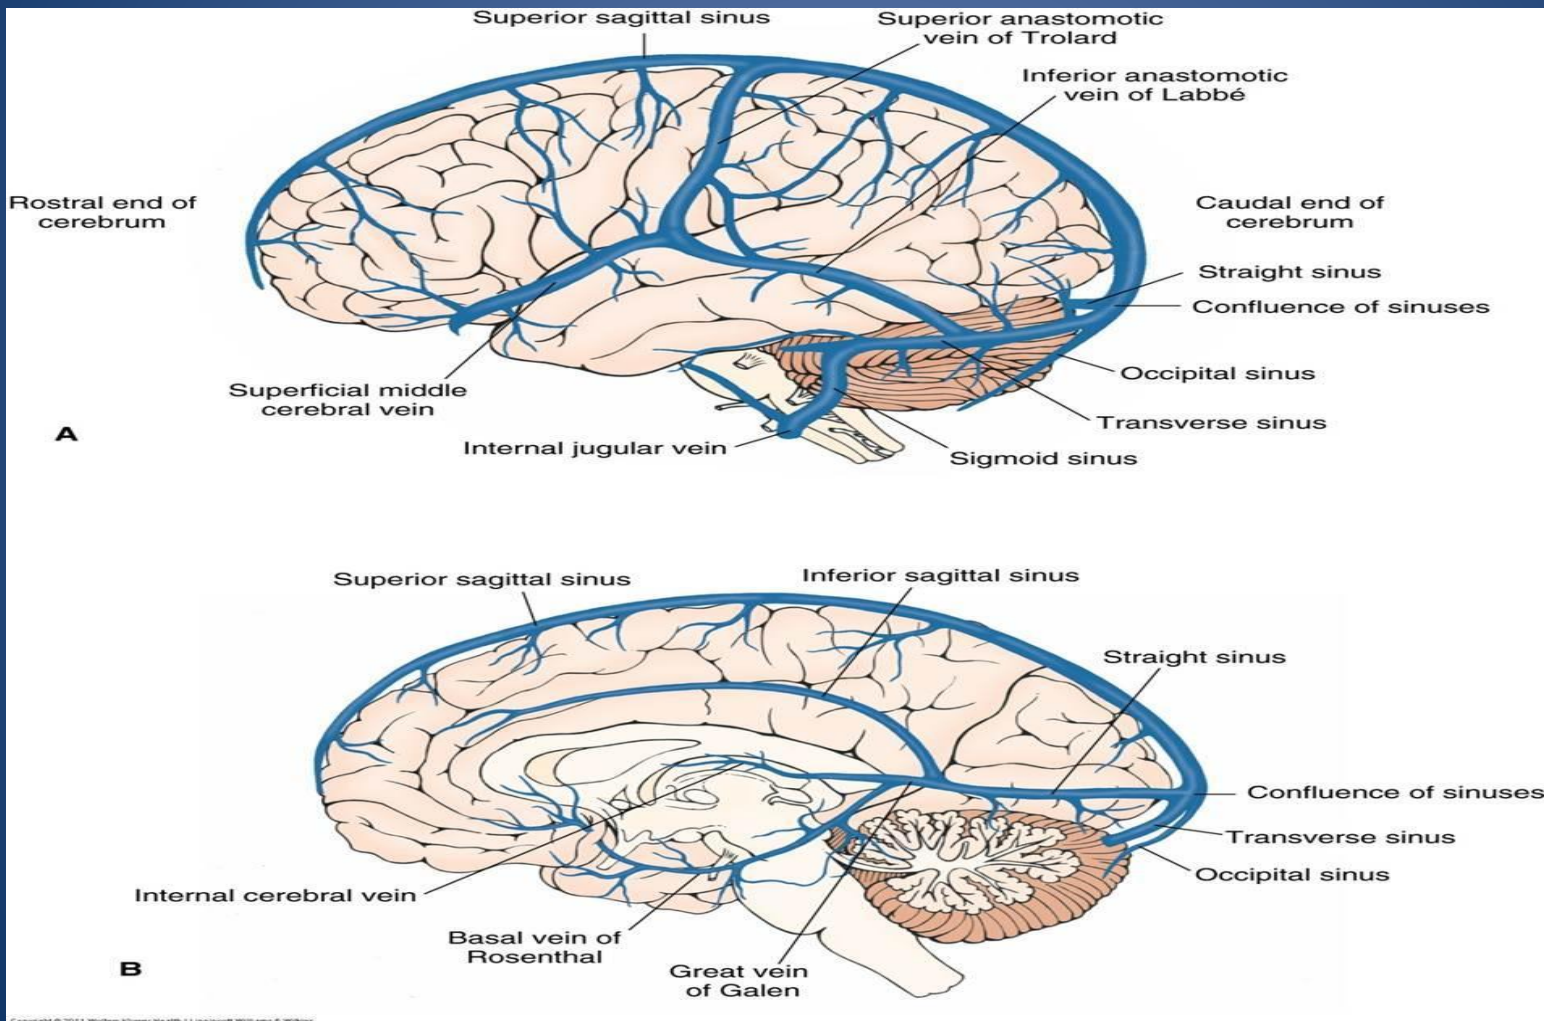 Superior sagittal sinus
Superior anastomotic
vein of Trolard
Inferior anastomotic
vein of Labbé
Rostral end of
cerebrum
Caudal end of
cerebrum
Straight sinus
Confluence of sinuses
Occipital sinus
Superficial middle
cerebral vein
Transverse sinus
A
Internal jugular vein
Sigmoid sinus
Superior sagittal sinus
Inferior sagittal sinus
Straight sinus
Confluence of sinuses
Transverse sinus
Occipital sinus
Internal cerebral vein
Basal vein of
Rosenthal
B
Great vein
of Galen